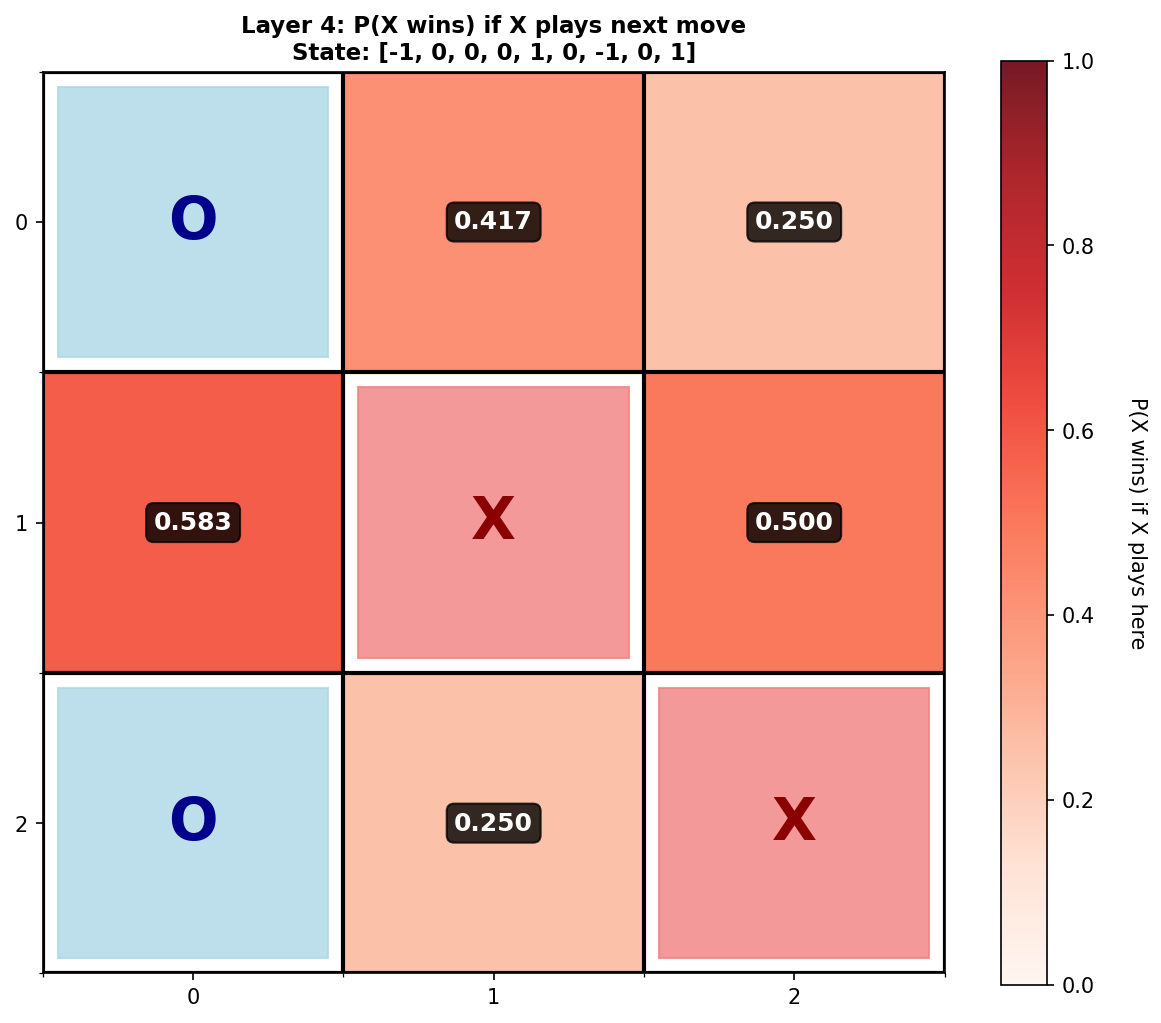 Layer 4: P(X wins) if X plays next move
State: [-1, 0, 0, 0, 1, 0, -1, 0, 1]
O
0.417
0.250
0.583
X
0.500
O
0.250
X
0
1
2
0
1
2
1.0
0.8
0.6
0.4
0.2
0.0
P(X wins) if X plays here